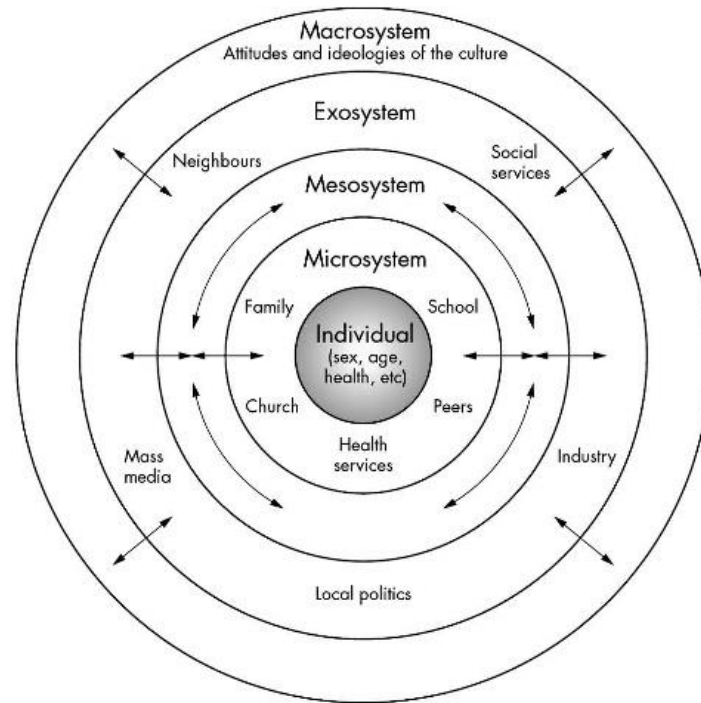 Macrosystem
Attitudes and ideologies of the culture
Exosystem
Neighbours
Social
services
Mesosystem
Microsystem
Family
School
Individual
(sex, age,
health, etc)
Church
Peers
Health
services
Mass
media
Industry
Local politics